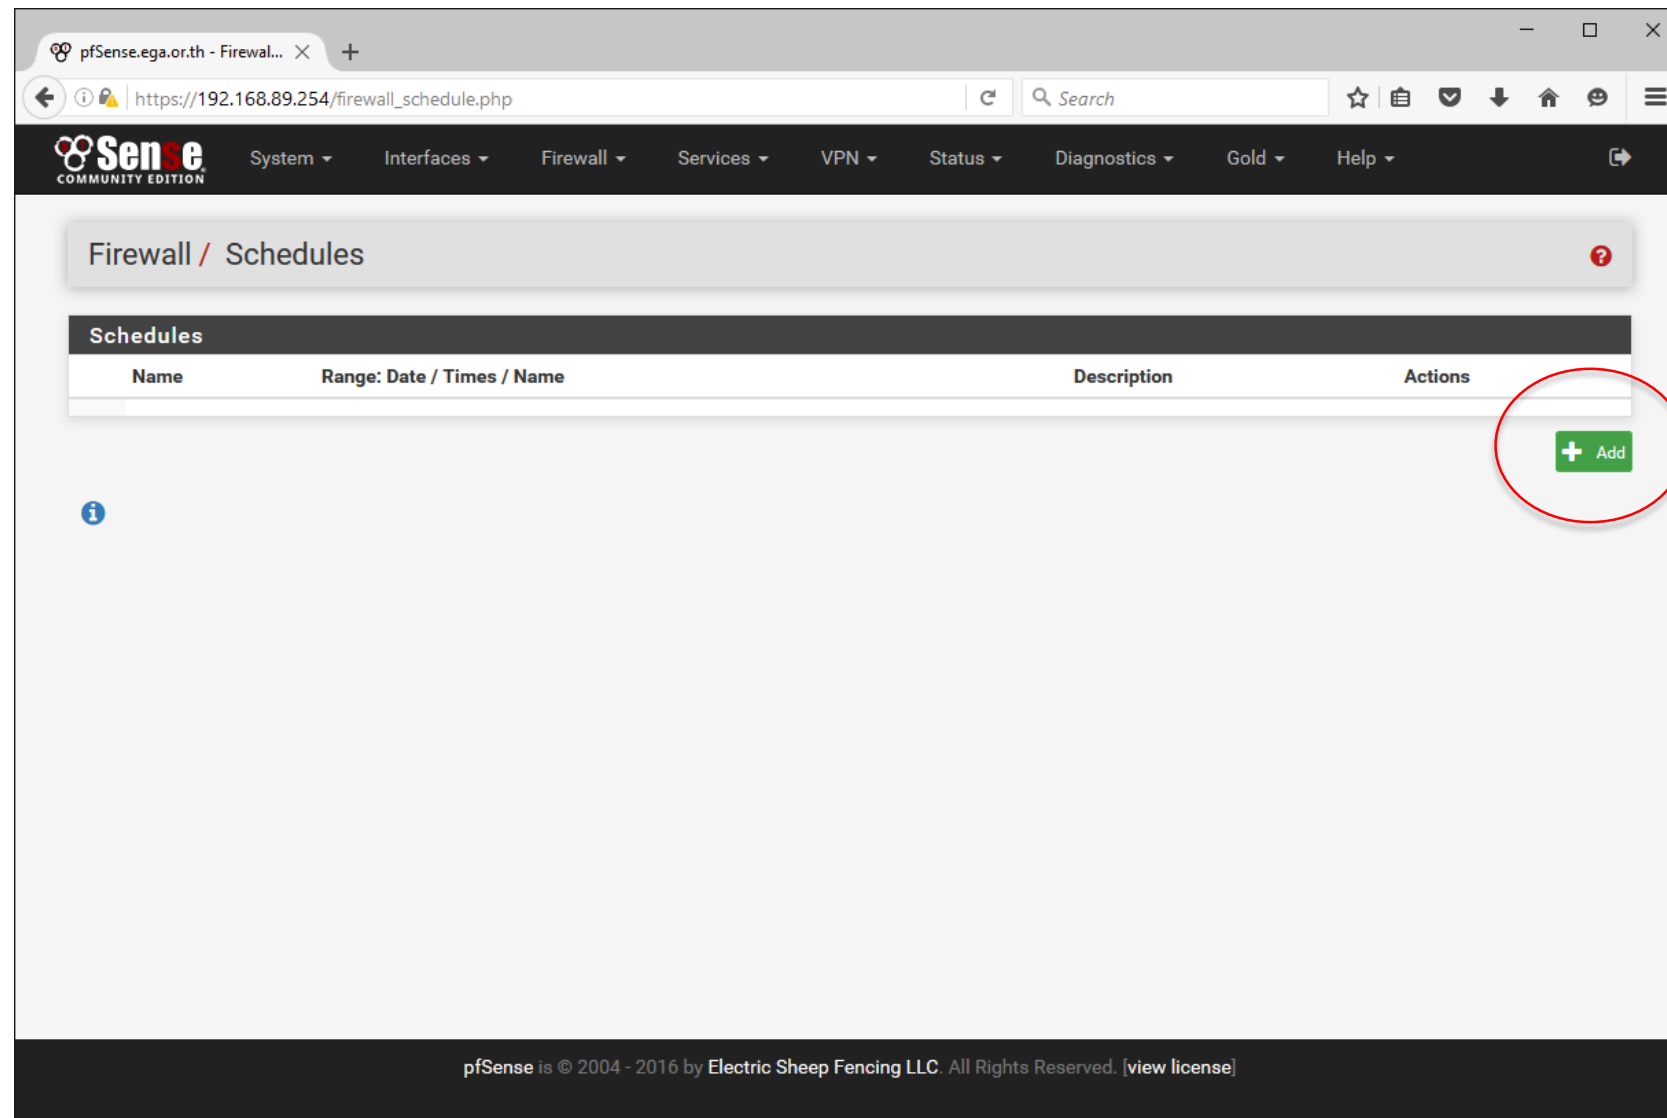 pfSense.ega.or.th - Firewal...
https://192.168.89.254/firewall_schedule.php
Search
Sense
COMMUNITY EDITION
System Interfaces Firewall Services VPN Status Diagnostics Gold Help
Firewall / Schedules
Schedules
Name Range: Date / Times / Name Description Actions
Add
pfSense is © 2004 - 2016 by Electric Sheep Fencing LLC. All Rights Reserved. [view license]